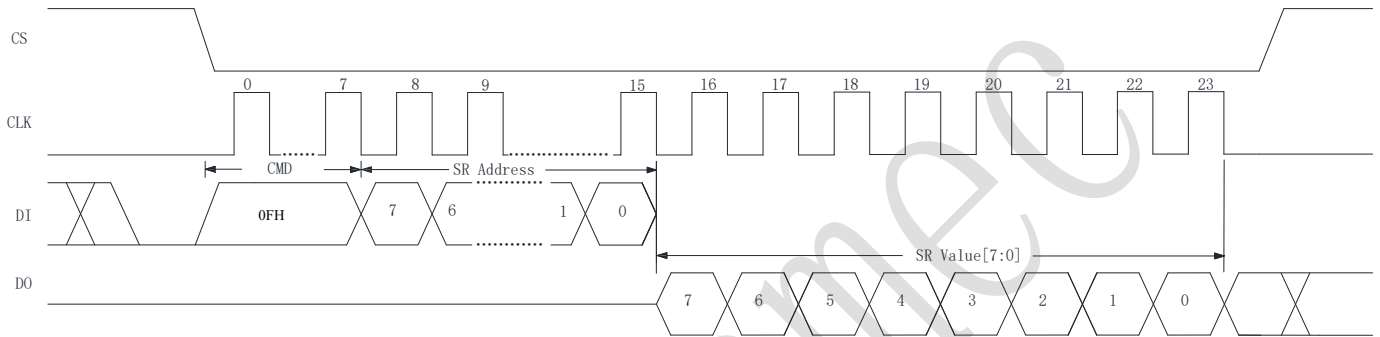 CS
0 7 8 9 15 16 17 18 19 20 21 22 23
CLK
CMD SR Address
DI 0FH 7 6 1 0
SR Value[7:0]
DO 7 6 5 4 3 2 1 0
mec